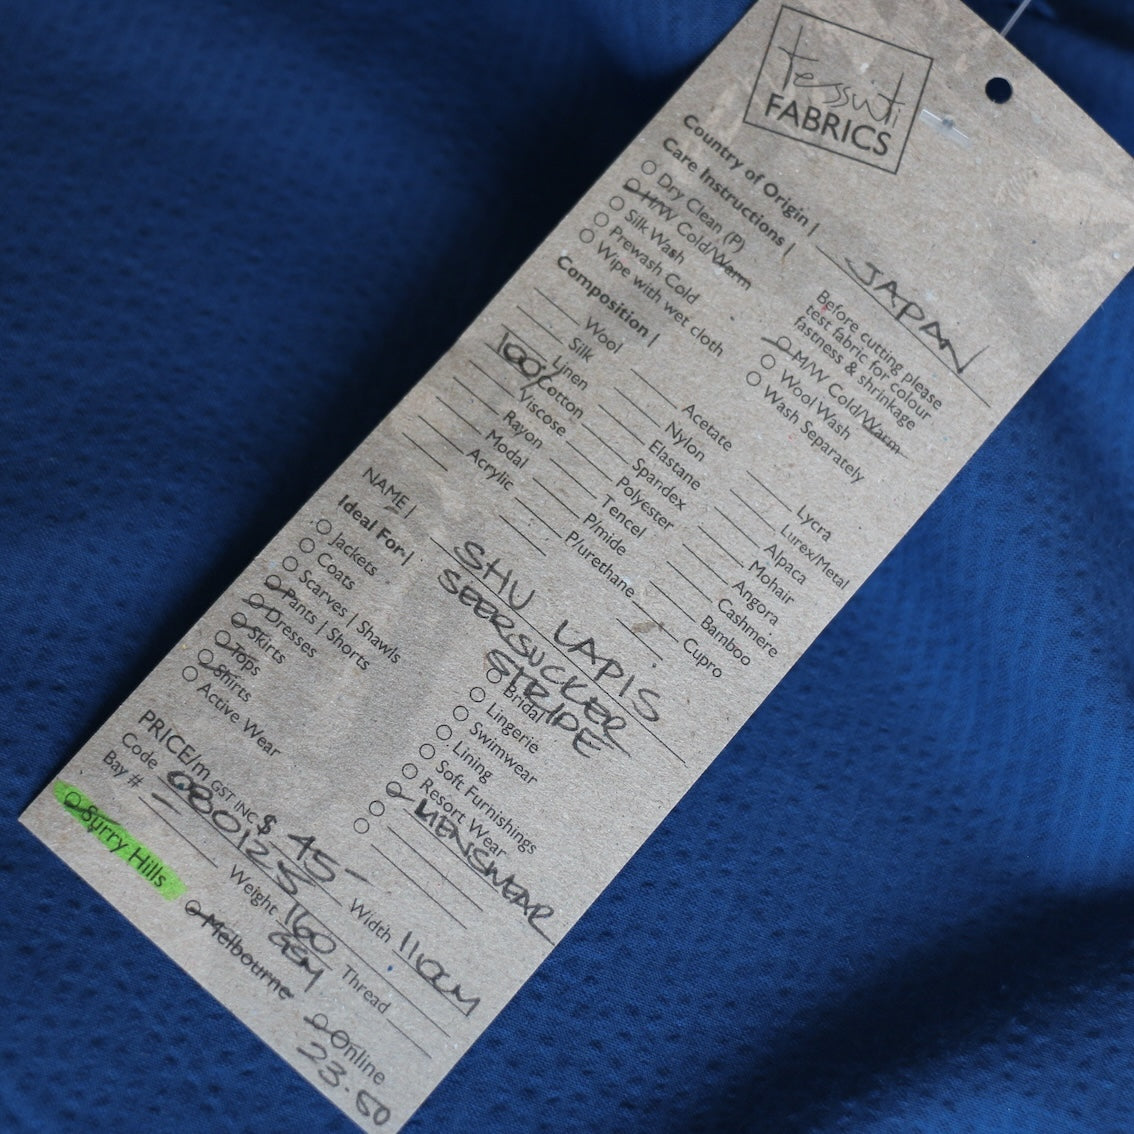 tessuti
FABRICS
Country of Origin | JAPAN
Care Instructions |
Before cutting please
test fabric for colour
fastness & shrinkage
Dry Clean (P)
H/W Cold/Warm
Silk Wash
Prewash Cold
Wipe with wet cloth
M/W Cold/Warm
Wool Wash
Wash Separately
Composition |
Wool
Silk
Linen
100% Cotton
Viscose
Rayon
Modal
Acrylic
Acetate
Nylon
Elastane
Spandex
Polyester
Tencel
P/mide
P/urethane
Lycra
Lurex/Metal
Alpaca
Mohair
Angora
Cashmere
Bamboo
Cupro
NAME | SHU LAPIS
SEERSUCKER
STRIPE
Ideal For |
Jackets
Coats
Scarves | Shawls
Pants | Shorts
Dresses
Skirts
Tops
Shirts
Active Wear
Bridal
Lingerie
Swimwear
Lining
Soft Furnishings
Resort Wear
MENSWEAR
PRICE/m GST INC $ 45-
Width 110CM
Code
Weight 160
GSM
Thread
Bay # -
Surry Hills
Melbourne
Online
23.50